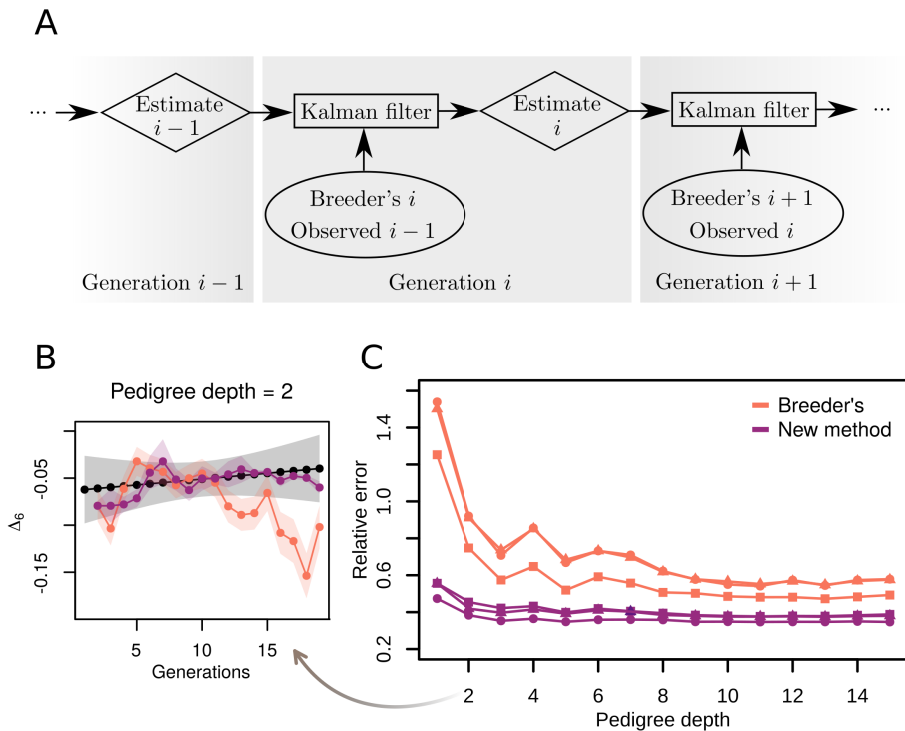 A
...
Estimate
i − 1
Kalman filter
Estimate
i
Kalman filter
...
Breeder's i
Observed i − 1
Breeder's i + 1
Observed i
Generation i − 1
Generation i
Generation i + 1
B
Pedigree depth = 2
-0.05
-0.15
Δ6
5
10
15
Generations
C
Breeder's
New method
1.4
1.0
0.6
0.2
Relative error
2
4
6
8
10
12
14
Pedigree depth